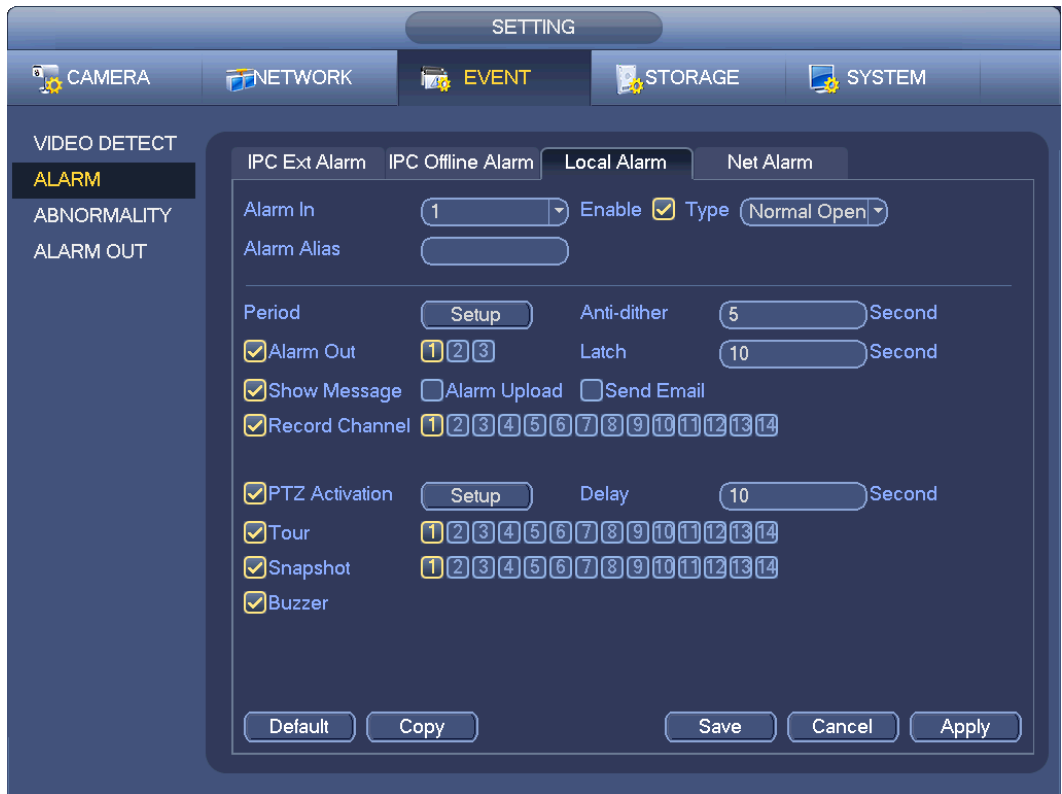 SETTING
CAMERA NETWORK EVENT STORAGE SYSTEM
VIDEO DETECT
ALARM
ABNORMALITY
ALARM OUT
IPC Ext Alarm IPC Offline Alarm Local Alarm Net Alarm
Alarm In 1 Enable Type Normal Open
Alarm Alias
Period Setup Anti-dither 5 Second
Alarm Out 1 2 3 Latch 10 Second
Show Message Alarm Upload Send Email
Record Channel 1 2 3 4 5 6 7 8 9 10 11 12 13 14
PTZ Activation Setup Delay 10 Second
Tour 1 2 3 4 5 6 7 8 9 10 11 12 13 14
Snapshot 1 2 3 4 5 6 7 8 9 10 11 12 13 14
Buzzer
Default Copy Save Cancel Apply